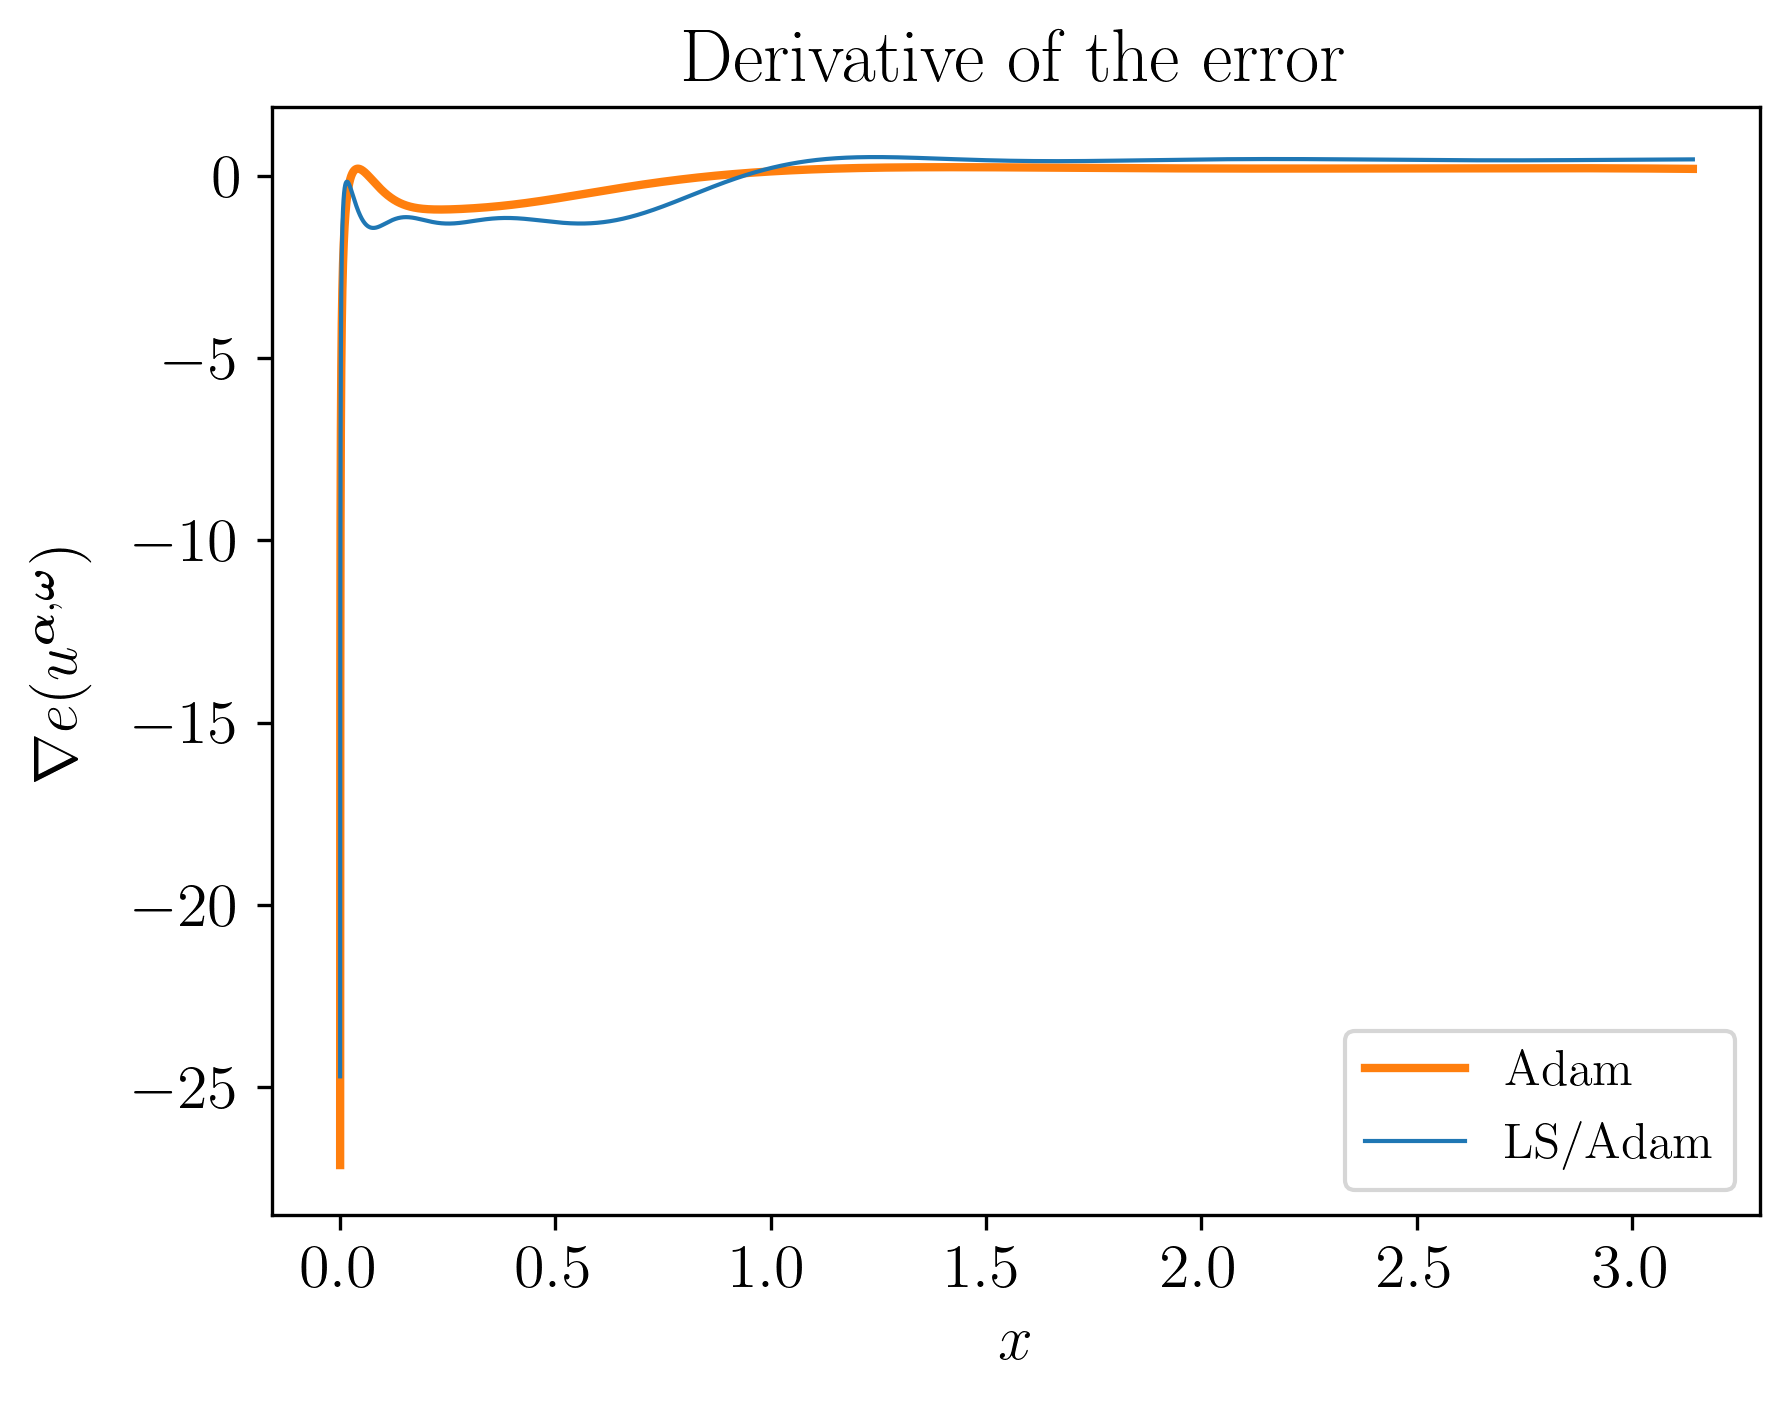 Derivative of the error
0
−5
−10
−15
−20
−25
∇e(u^{α,ω})
0.0 0.5 1.0 1.5 2.0 2.5 3.0
x
Adam
LS/Adam